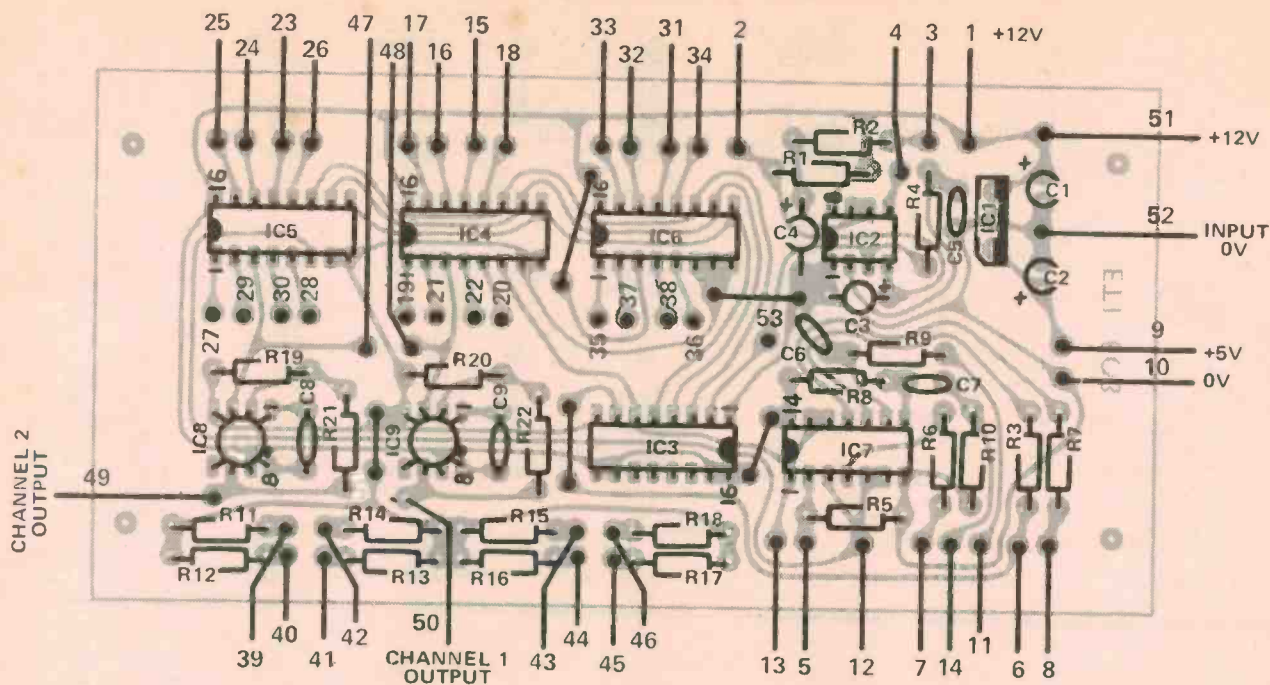 25 23 47 17 15 33 31 2 4 3 1 +12V
24 26 48 16 18 32 34
51
+12V
R2
R1
16 16 16
+ + +
R4 C5 IC1 C1
52
INPUT
0V
IC5 IC4 IC6 C4 IC2
C2
1 1 1 1
27 29 30 28 19 21 22 20 35 37 38 36 53 C3
+
+
9
+5V
10
0V
C6 R9
R19 R20 R8 C7
C8 C9 14 1
IC8 1 R21 IC9 1 R22 IC3 IC7 R6 R10 R3 R7
8 8 16 1
CHANNEL 2
OUTPUT
49
R11 R14 R15 R18 R5
R12 R13 R16 R17
39 40 41 42 50 43 44 45 46 13 5 12 7 14 11 6 8
CHANNEL 1
OUTPUT